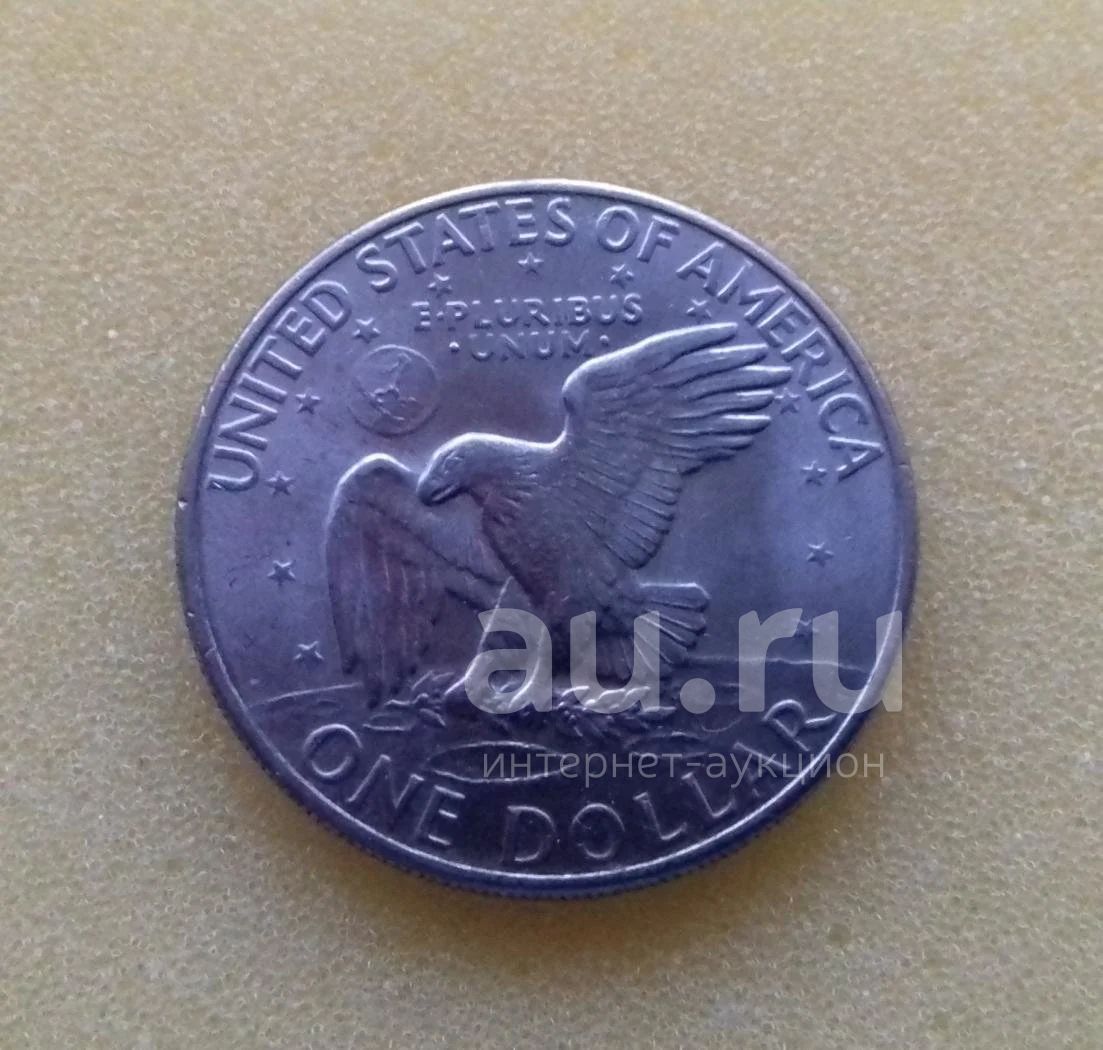 UNITED STATES OF AMERICA
E·PLURIBUS
·UNUM·
au.ru
интернет-аукцион
ONE DOLLAR